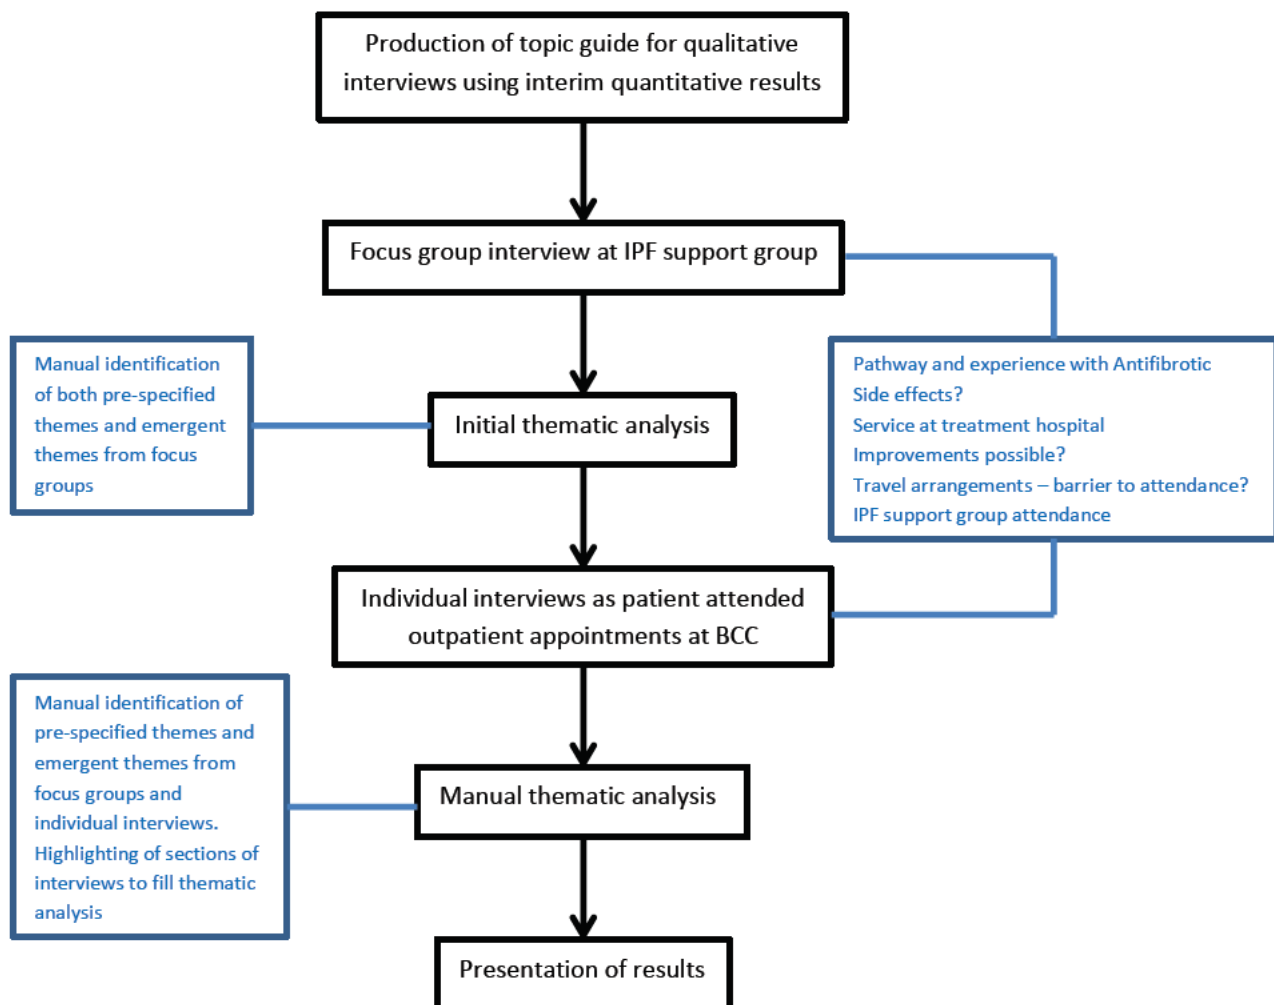 Production of topic guide for qualitative
interviews using interim quantitative results
Focus group interview at IPF support group
Manual identification
of both pre-specified
themes and emergent
themes from focus
groups
Initial thematic analysis
Pathway and experience with Antifibrotic
Side effects?
Service at treatment hospital
Improvements possible?
Travel arrangements – barrier to attendance?
IPF support group attendance
Individual interviews as patient attended
outpatient appointments at BCC
Manual identification of
pre-specified themes and
emergent themes from
focus groups and
individual interviews.
Highlighting of sections of
interviews to fill thematic
analysis
Manual thematic analysis
Presentation of results